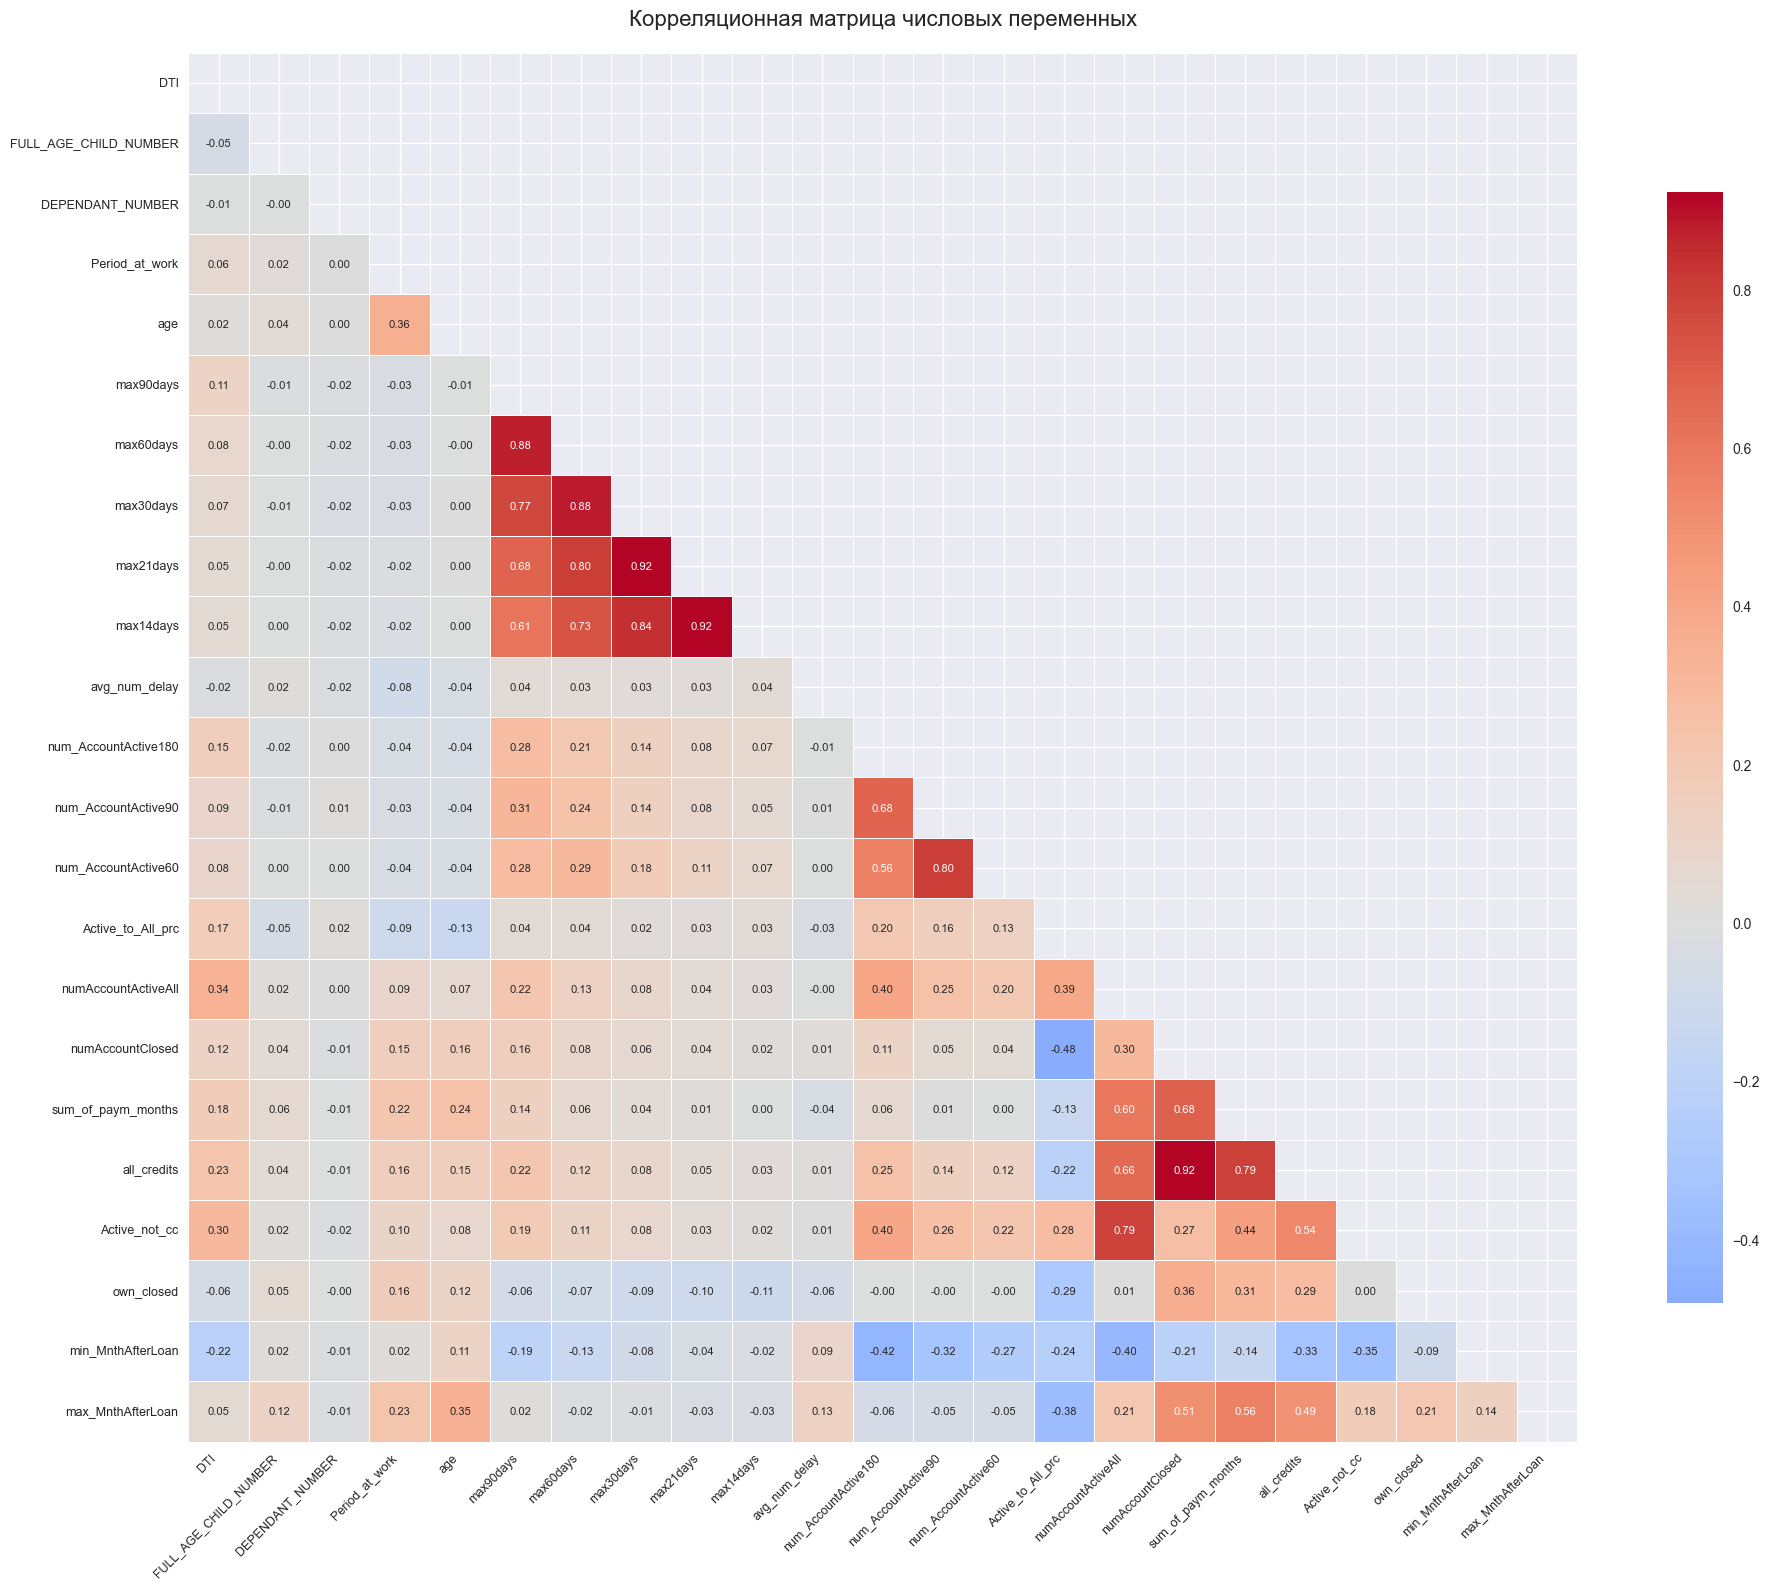 Корреляционная матрица числовых переменных
DTI
FULL_AGE_CHILD_NUMBER -0.05
DEPENDANT_NUMBER -0.01 -0.00
Period_at_work 0.06 0.02 0.00
age 0.02 0.04 0.00 0.36
max90days 0.11 -0.01 -0.02 -0.03 -0.01
max60days 0.08 -0.00 -0.02 -0.03 -0.00 0.88
max30days 0.07 -0.01 -0.02 -0.03 0.00 0.77 0.88
max21days 0.05 -0.00 -0.02 -0.02 0.00 0.68 0.80 0.92
max14days 0.05 0.00 -0.02 -0.02 0.00 0.61 0.73 0.84 0.92
avg_num_delay -0.02 0.02 -0.02 -0.08 -0.04 0.04 0.03 0.03 0.03 0.04
num_AccountActive180 0.15 -0.02 0.00 -0.04 -0.04 0.28 0.21 0.14 0.08 0.07 -0.01
num_AccountActive90 0.09 -0.01 0.01 -0.03 -0.04 0.31 0.24 0.14 0.08 0.05 0.01 0.68
num_AccountActive60 0.08 0.00 0.00 -0.04 -0.04 0.28 0.29 0.18 0.11 0.07 0.00 0.56 0.80
Active_to_All_prc 0.17 -0.05 0.02 -0.09 -0.13 0.04 0.04 0.02 0.03 0.03 -0.03 0.20 0.16 0.13
numAccountActiveAll 0.34 0.02 0.00 0.09 0.07 0.22 0.13 0.08 0.04 0.03 -0.00 0.40 0.25 0.20 0.39
numAccountClosed 0.12 0.04 -0.01 0.15 0.16 0.16 0.08 0.06 0.04 0.02 0.01 0.11 0.05 0.04 -0.48 0.30
sum_of_paym_months 0.18 0.06 -0.01 0.22 0.24 0.14 0.06 0.04 0.01 0.00 -0.04 0.06 0.01 0.00 -0.13 0.60 0.68
all_credits 0.23 0.04 -0.01 0.16 0.15 0.22 0.12 0.08 0.05 0.03 0.01 0.25 0.14 0.12 -0.22 0.66 0.92 0.79
Active_not_cc 0.30 0.02 -0.02 0.10 0.08 0.19 0.11 0.08 0.03 0.02 0.01 0.40 0.26 0.22 0.28 0.79 0.27 0.44 0.54
own_closed -0.06 0.05 -0.00 0.16 0.12 -0.06 -0.07 -0.09 -0.10 -0.11 -0.06 -0.00 -0.00 -0.00 -0.29 0.01 0.36 0.31 0.29 0.00
min_MnthAfterLoan -0.22 0.02 -0.01 0.02 0.11 -0.19 -0.13 -0.08 -0.04 -0.02 0.09 -0.42 -0.32 -0.27 -0.24 -0.40 -0.21 -0.14 -0.33 -0.35 -0.09
max_MnthAfterLoan 0.05 0.12 -0.01 0.23 0.35 0.02 -0.02 -0.01 -0.03 -0.03 0.13 -0.06 -0.05 -0.05 -0.38 0.21 0.51 0.56 0.49 0.18 0.21 0.14
DTI
FULL_AGE_CHILD_NUMBER
DEPENDANT_NUMBER
Period_at_work
age
max90days
max60days
max30days
max21days
max14days
avg_num_delay
num_AccountActive180
num_AccountActive90
num_AccountActive60
Active_to_All_prc
numAccountActiveAll
numAccountClosed
sum_of_paym_months
all_credits
Active_not_cc
own_closed
min_MnthAfterLoan
max_MnthAfterLoan
0.8
0.6
0.4
0.2
0.0
−0.2
−0.4